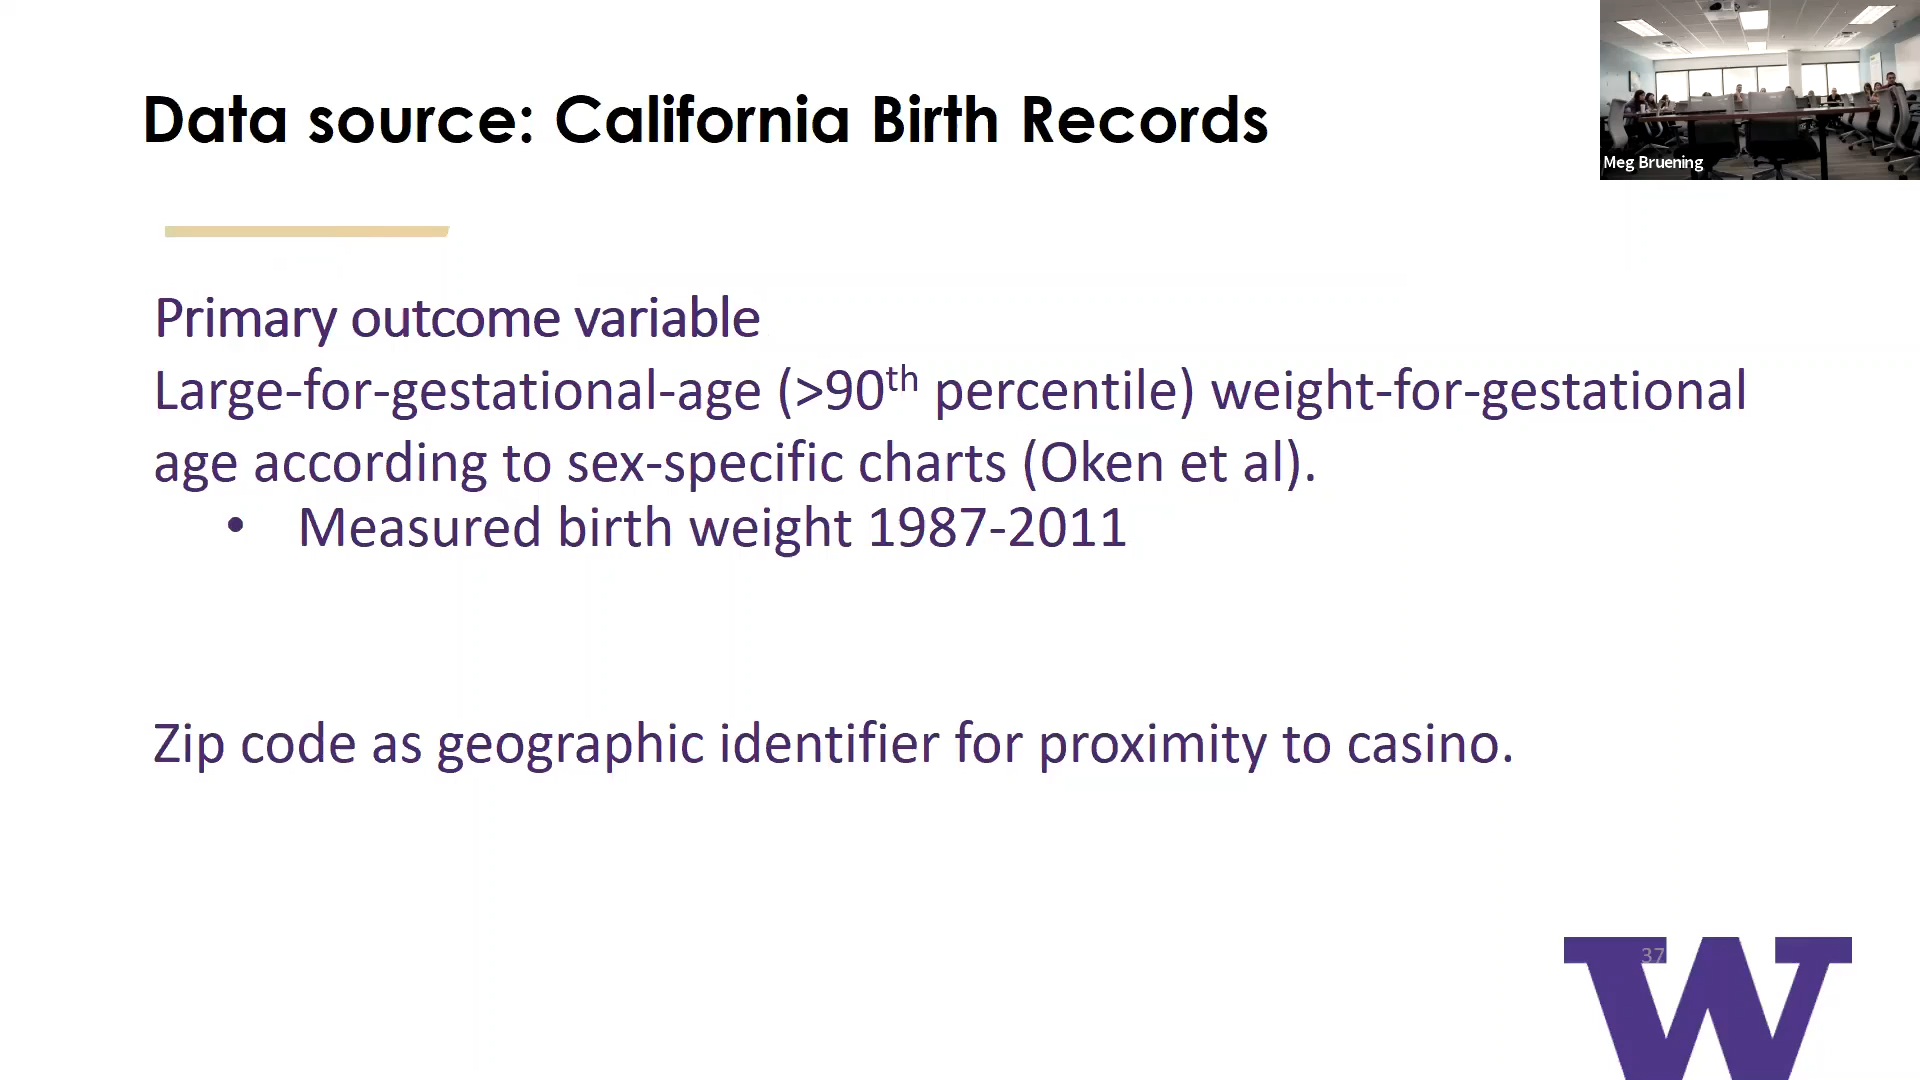 Data source: California Birth Records
Meg Bruening
Primary outcome variable
Large-for-gestational-age (>90th percentile) weight-for-gestational
age according to sex-specific charts (Oken et al).
• Measured birth weight 1987-2011
Zip code as geographic identifier for proximity to casino.
37
W